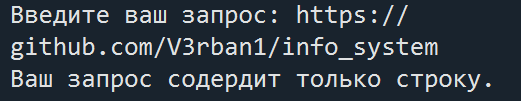 Введите ваш запрос: https://
github.com/V3rban1/info_system
Ваш запрос содердит только строку.